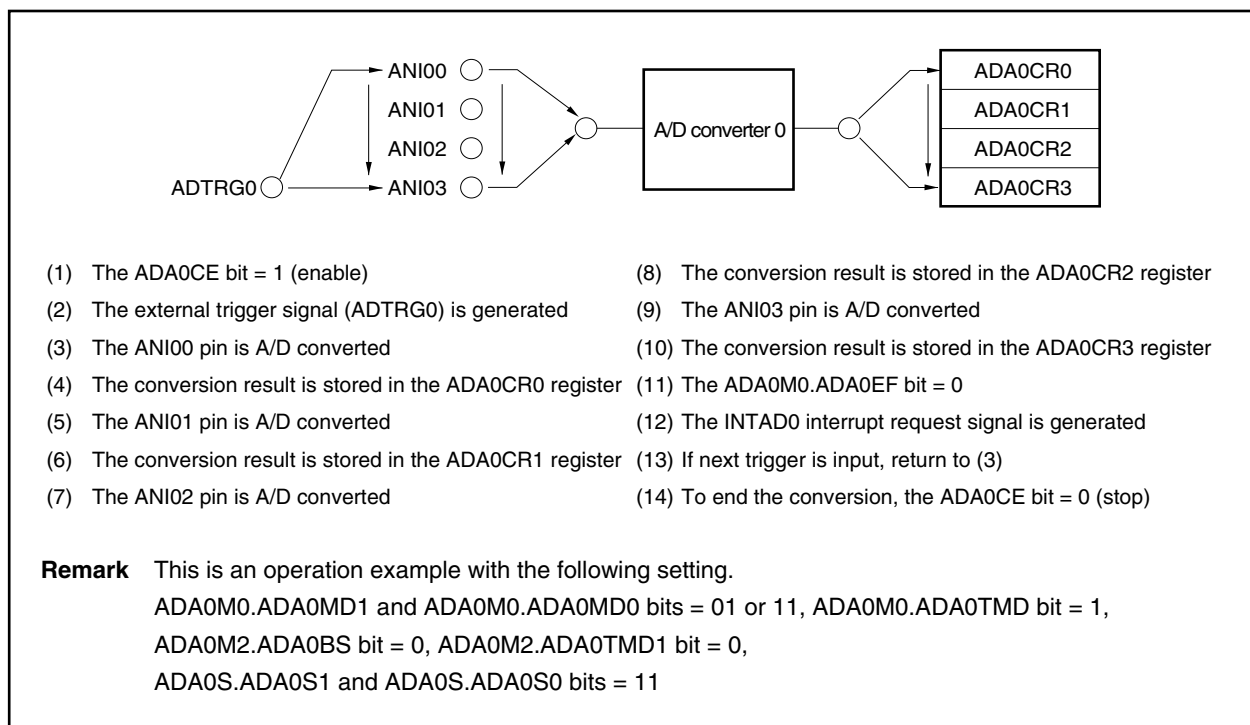 ADTRG0
ANI00
ANI01
ANI02
ANI03
A/D converter 0
ADA0CR0
ADA0CR1
ADA0CR2
ADA0CR3
(1) The ADA0CE bit = 1 (enable)
(2) The external trigger signal (ADTRG0) is generated
(3) The ANI00 pin is A/D converted
(4) The conversion result is stored in the ADA0CR0 register
(5) The ANI01 pin is A/D converted
(6) The conversion result is stored in the ADA0CR1 register
(7) The ANI02 pin is A/D converted
(8) The conversion result is stored in the ADA0CR2 register
(9) The ANI03 pin is A/D converted
(10) The conversion result is stored in the ADA0CR3 register
(11) The ADA0M0.ADA0EF bit = 0
(12) The INTAD0 interrupt request signal is generated
(13) If next trigger is input, return to (3)
(14) To end the conversion, the ADA0CE bit = 0 (stop)
Remark This is an operation example with the following setting.
ADA0M0.ADA0MD1 and ADA0M0.ADA0MD0 bits = 01 or 11, ADA0M0.ADA0TMD bit = 1,
ADA0M2.ADA0BS bit = 0, ADA0M2.ADA0TMD1 bit = 0,
ADA0S.ADA0S1 and ADA0S.ADA0S0 bits = 11